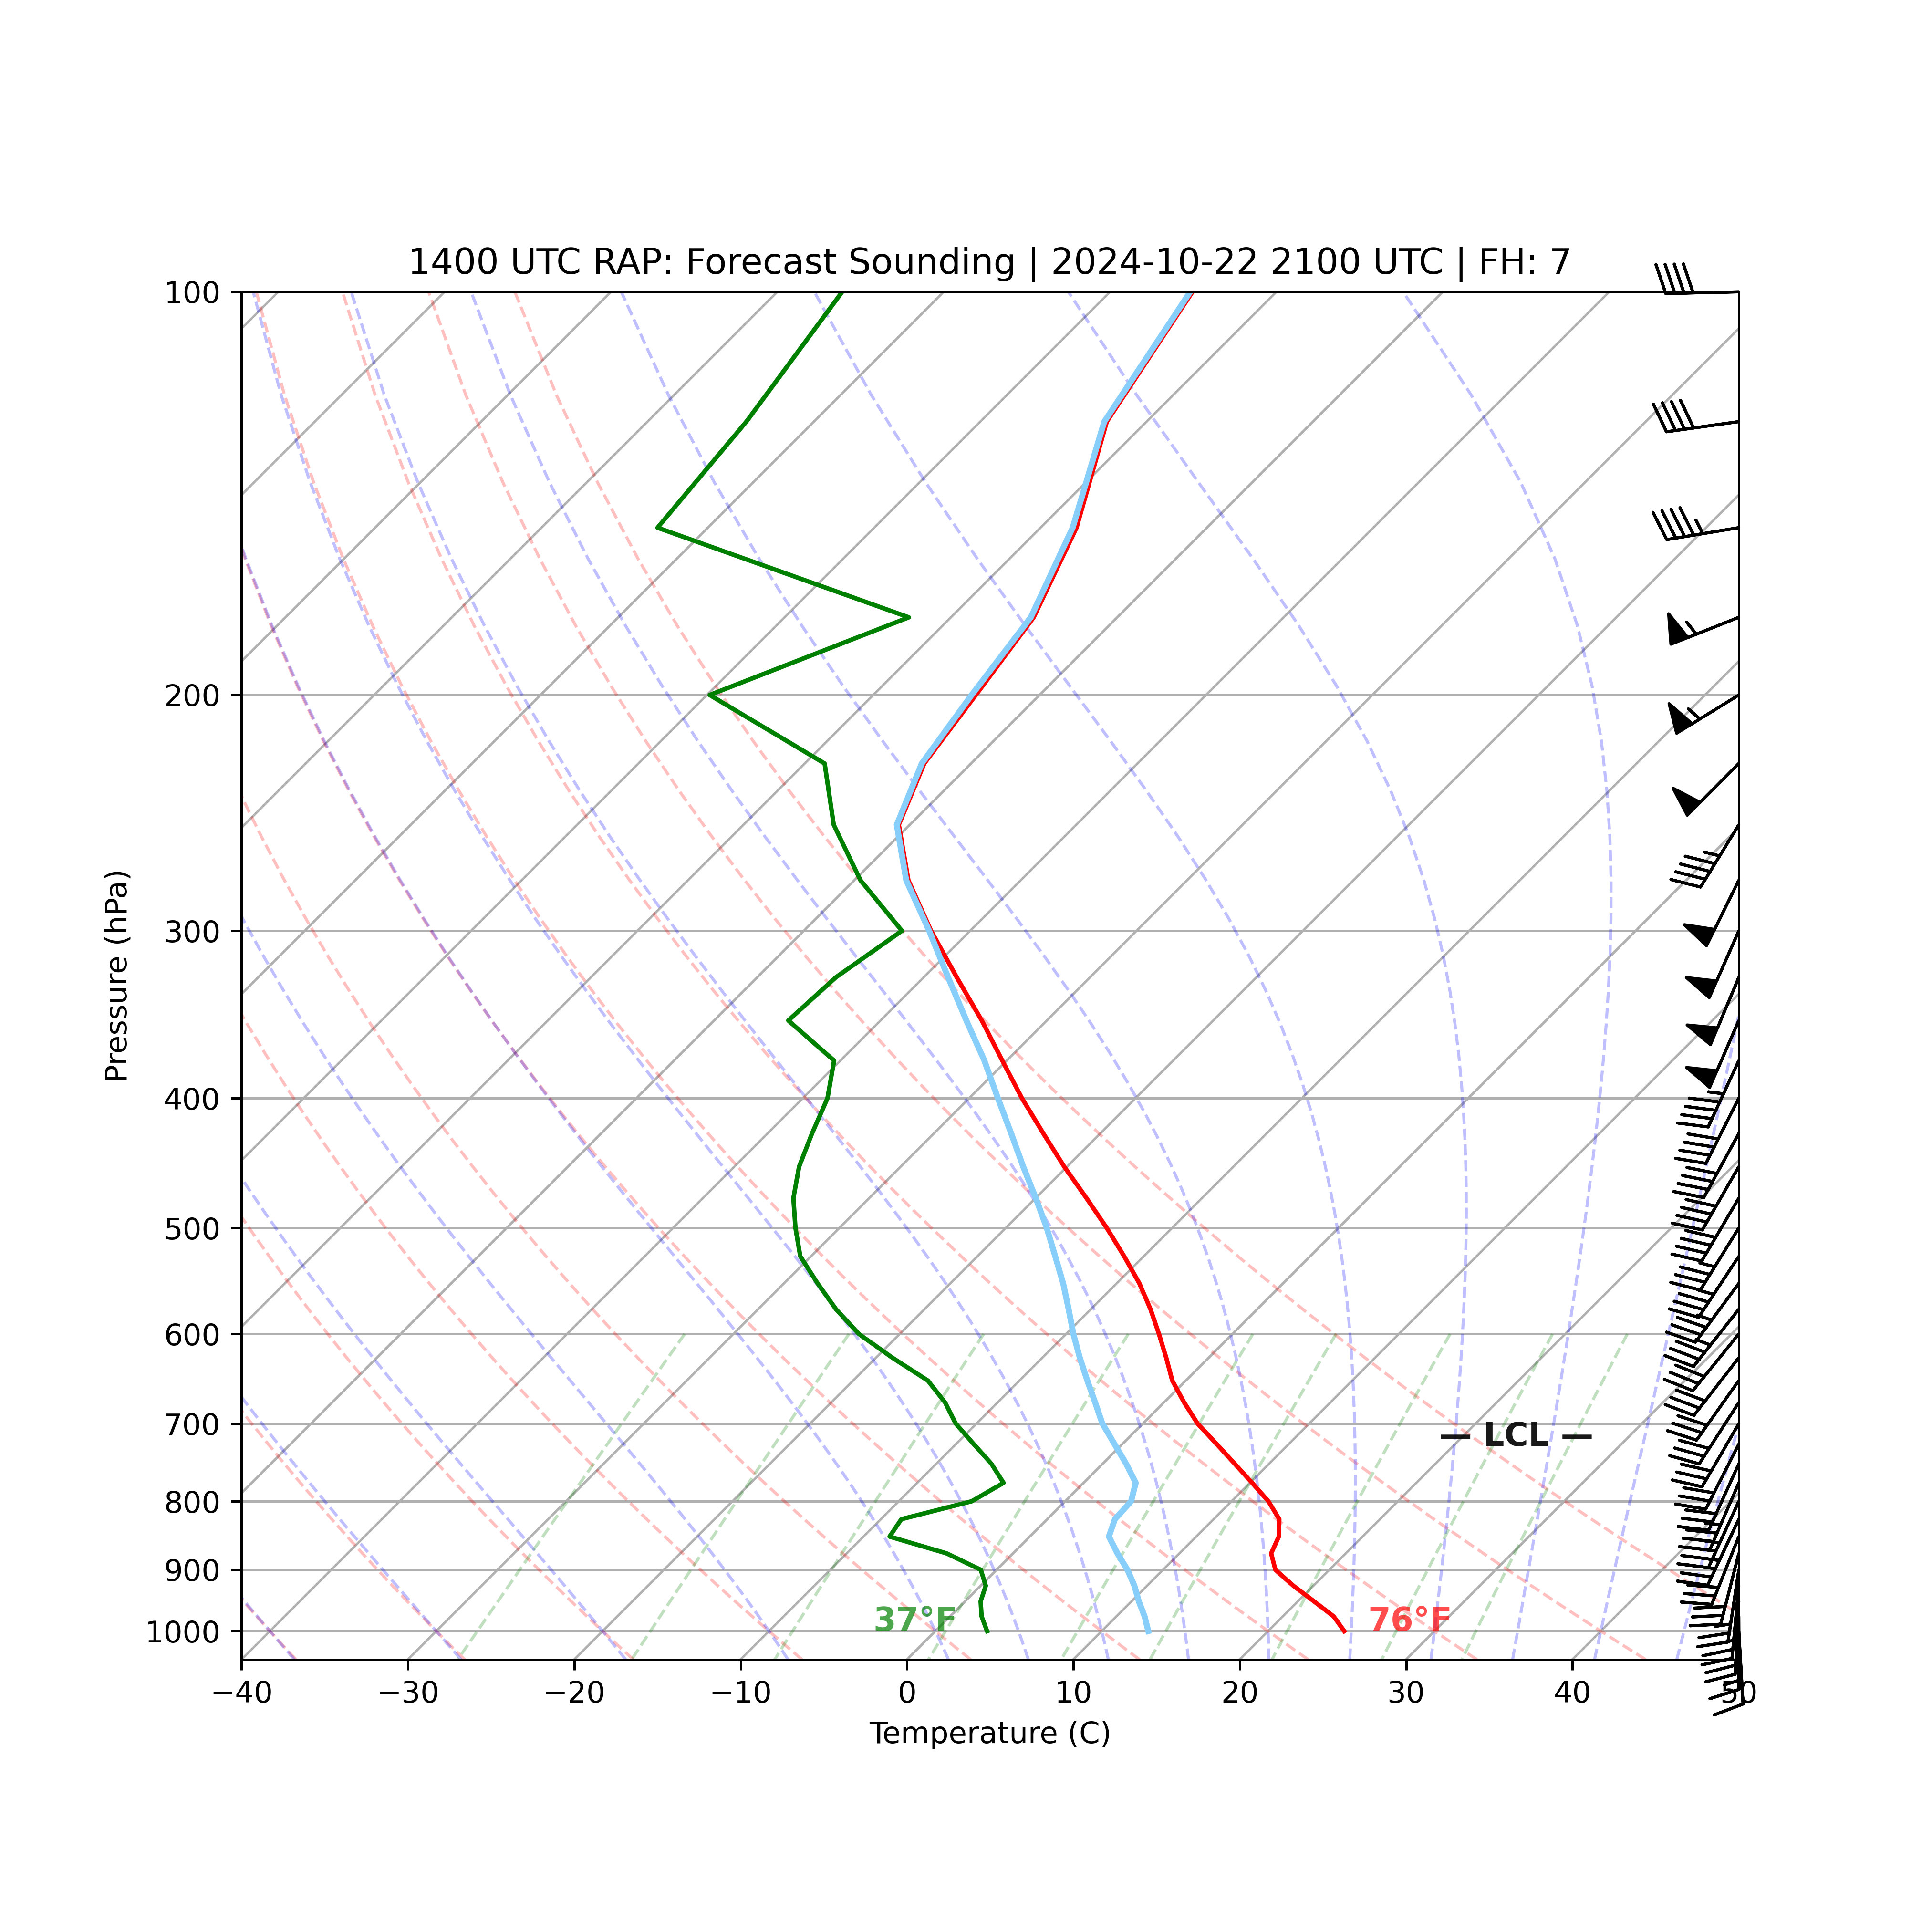 1400 UTC RAP: Forecast Sounding | 2024-10-22 2100 UTC | FH: 7
100
200
300
400
500
600
700
800
900
1000
Pressure (hPa)
— LCL —
37°F
76°F
−40 −30 −20 −10 0 10 20 30 40 50
Temperature (C)